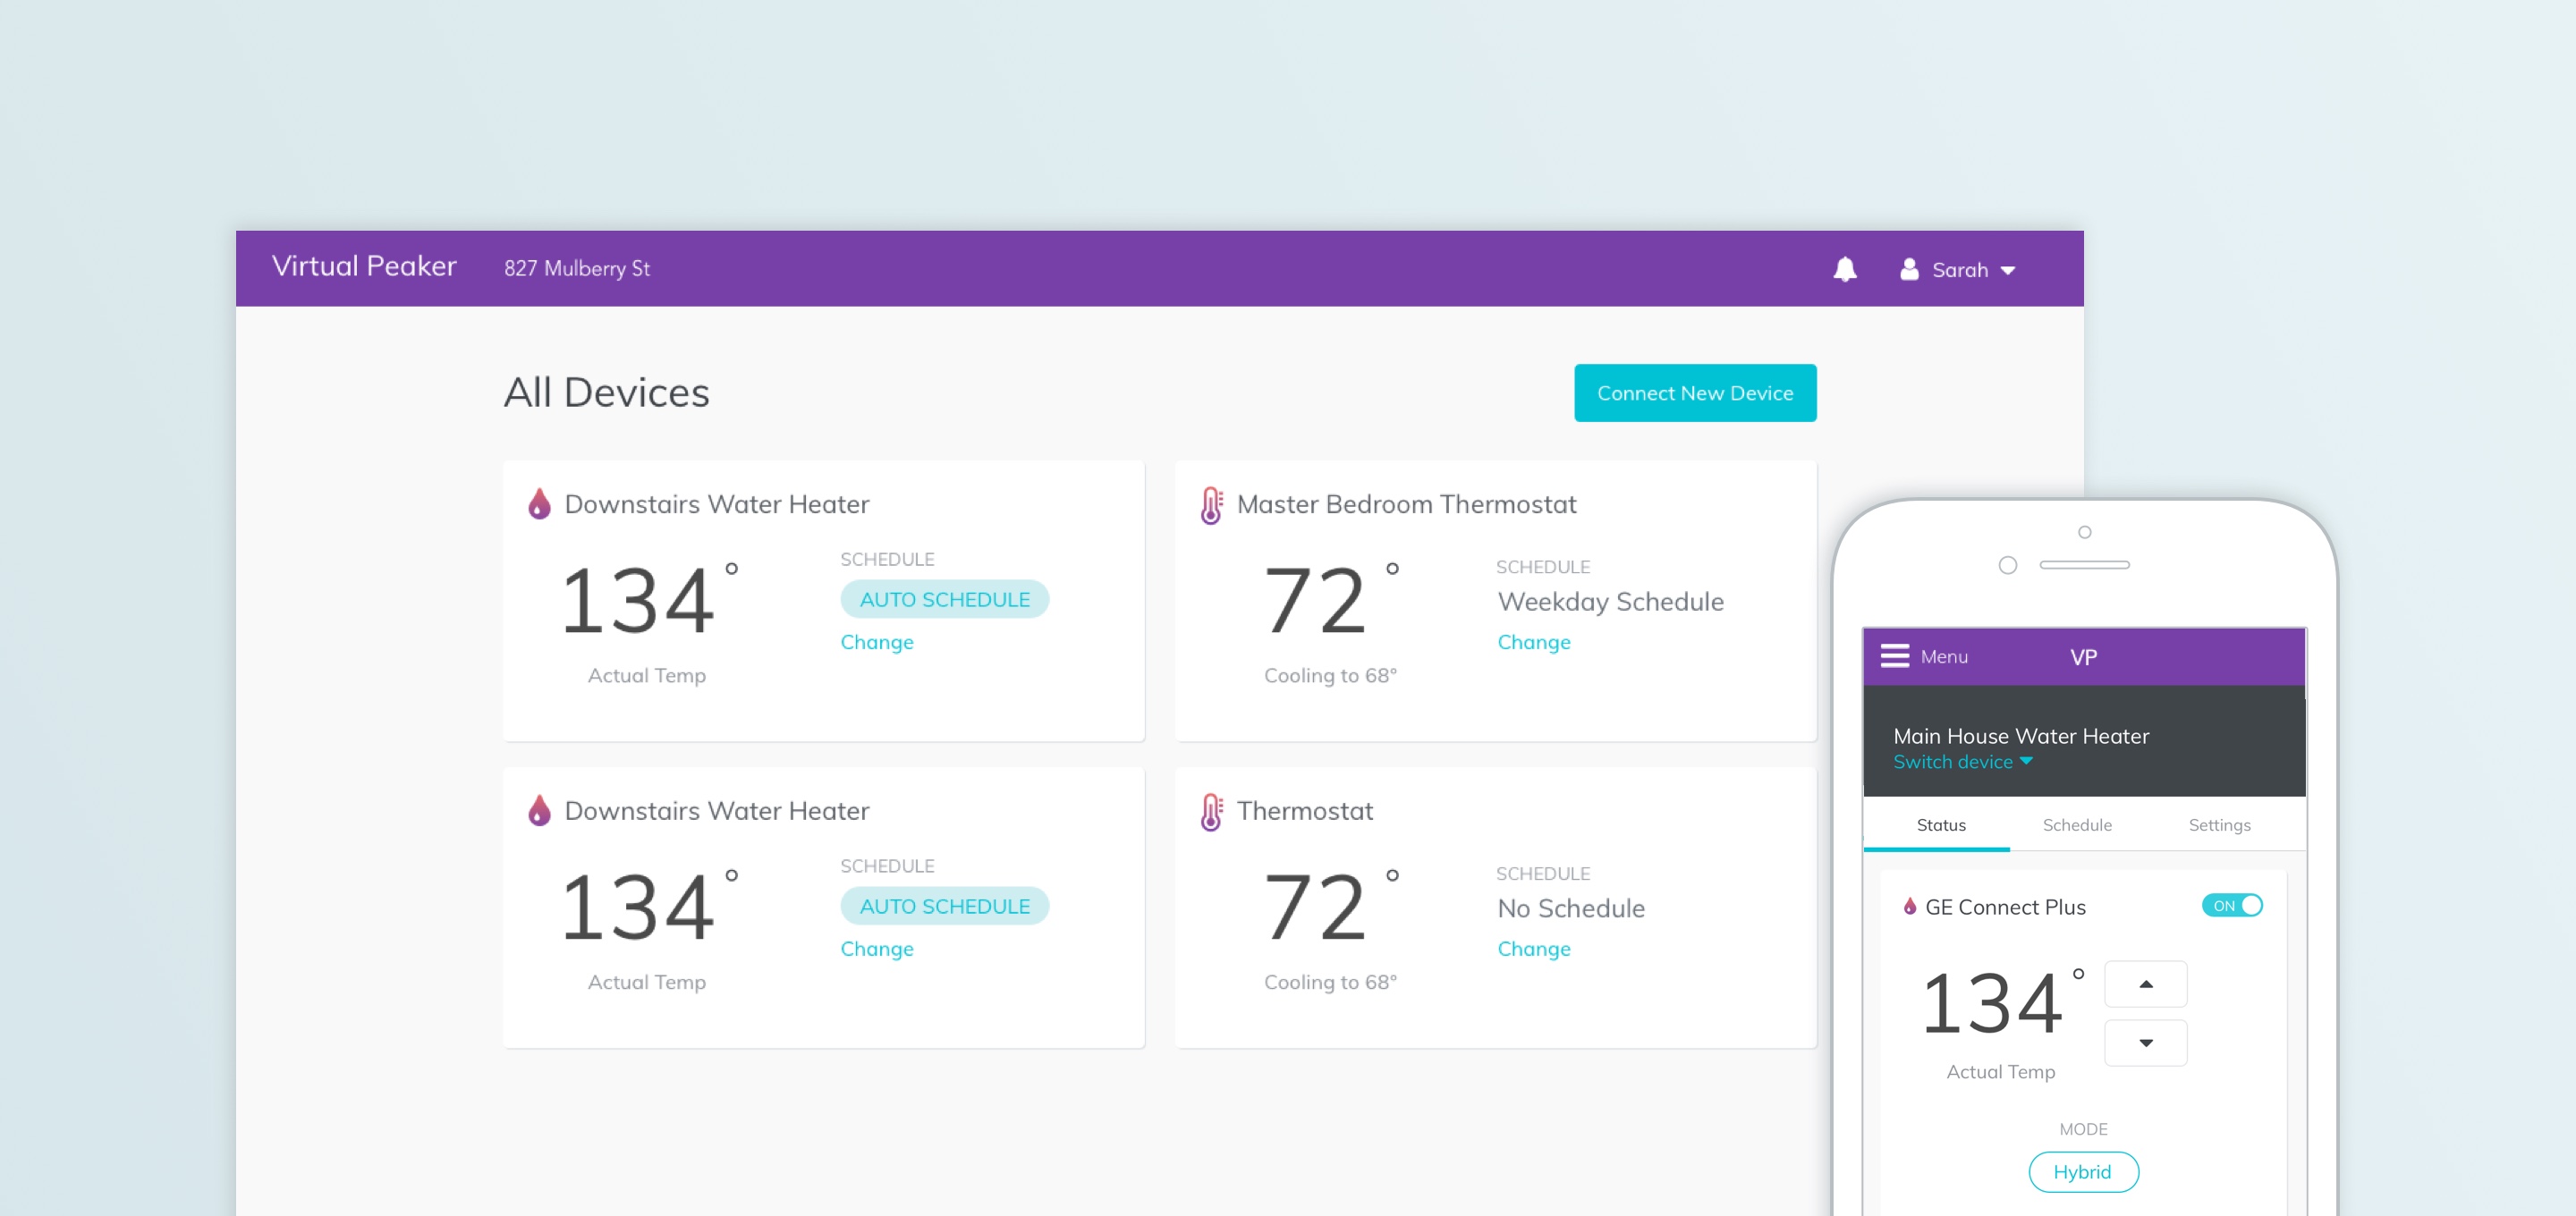 Virtual Peaker
827 Mulberry St
Sarah
All Devices
Connect New Device
Downstairs Water Heater
134°
Actual Temp
SCHEDULE
AUTO SCHEDULE
Change
Master Bedroom Thermostat
72°
Cooling to 68°
SCHEDULE
Weekday Schedule
Change
Downstairs Water Heater
134°
Actual Temp
SCHEDULE
AUTO SCHEDULE
Change
Thermostat
72°
Cooling to 68°
SCHEDULE
No Schedule
Change
Menu
VP
Main House Water Heater
Switch device
Status
Schedule
Settings
GE Connect Plus
ON
134°
Actual Temp
MODE
Hybrid